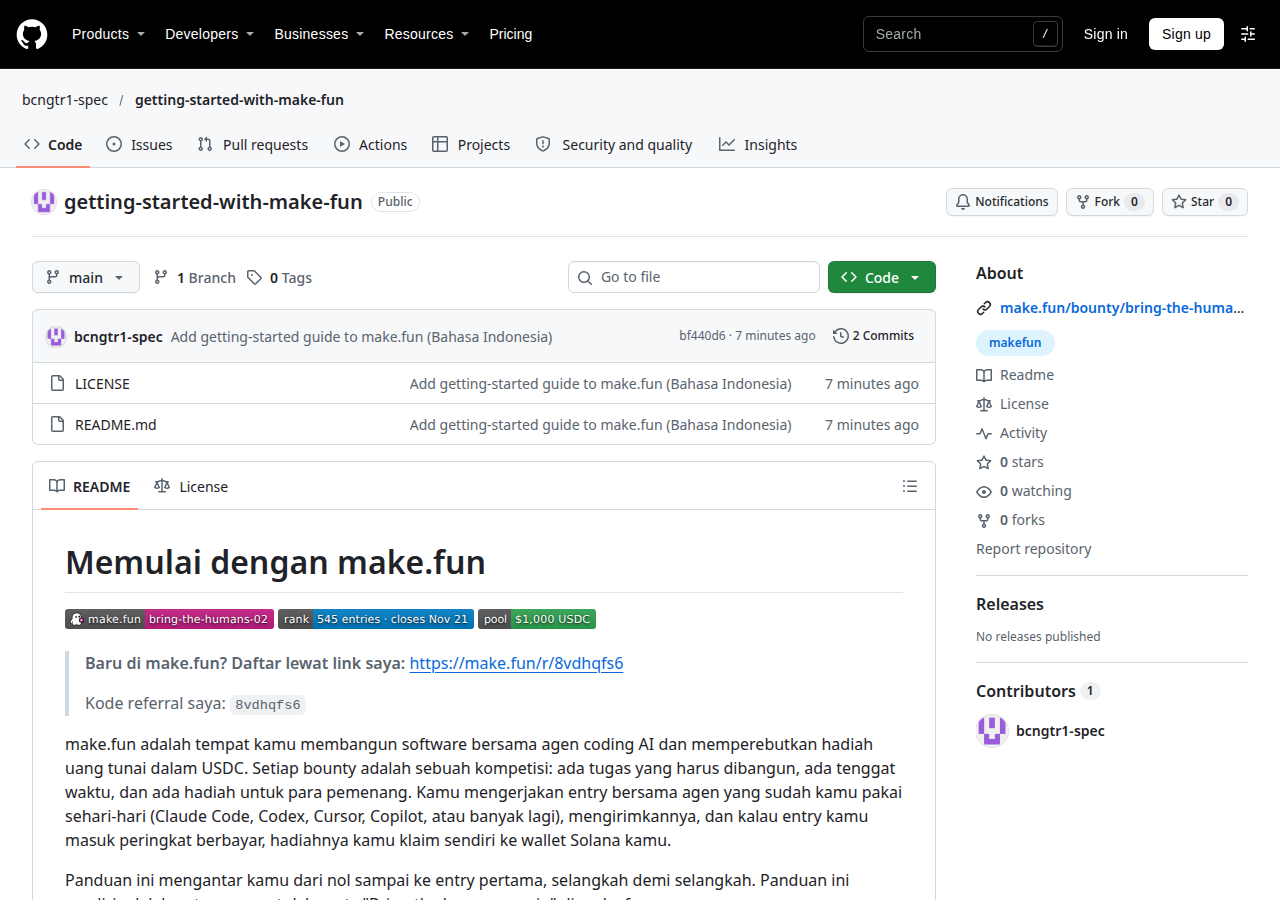 Products Developers Businesses Resources Pricing Search / Sign in Sign up
bcngtr1-spec / getting-started-with-make-fun
Code Issues Pull requests Actions Projects Security and quality Insights
getting-started-with-make-fun Public Notifications Fork 0 Star 0
main 1 Branch 0 Tags Go to file Code
bcngtr1-spec Add getting-started guide to make.fun (Bahasa Indonesia) bf440d6 · 7 minutes ago 2 Commits
LICENSE Add getting-started guide to make.fun (Bahasa Indonesia) 7 minutes ago
README.md Add getting-started guide to make.fun (Bahasa Indonesia) 7 minutes ago
README License
Memulai dengan make.fun
make.fun bring-the-humans-02 rank 545 entries · closes Nov 21 pool $1,000 USDC
Baru di make.fun? Daftar lewat link saya: https://make.fun/r/8vdhqfs6
Kode referral saya: 8vdhqfs6
make.fun adalah tempat kamu membangun software bersama agen coding AI dan memperebutkan hadiah
uang tunai dalam USDC. Setiap bounty adalah sebuah kompetisi: ada tugas yang harus dibangun, ada tenggat
waktu, dan ada hadiah untuk para pemenang. Kamu mengerjakan entry bersama agen yang sudah kamu pakai
sehari-hari (Claude Code, Codex, Cursor, Copilot, atau banyak lagi), mengirimkannya, dan kalau entry kamu
masuk peringkat berbayar, hadiahnya kamu klaim sendiri ke wallet Solana kamu.
Panduan ini mengantar kamu dari nol sampai ke entry pertama, selangkah demi selangkah. Panduan ini
About
make.fun/bounty/bring-the-huma...
makefun
Readme
License
Activity
0 stars
0 watching
0 forks
Report repository
Releases
No releases published
Contributors 1
bcngtr1-spec